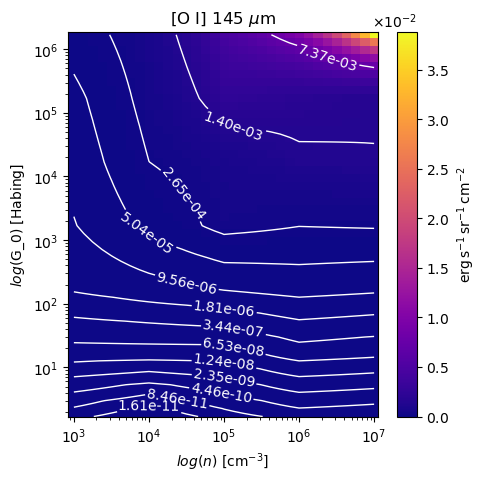 [O I] 145 μm
×10⁻²
10⁶
10⁵
10⁴
10³
10²
10¹
log(G_0) [Habing]
7.37e-03
1.40e-03
2.65e-04
5.04e-05
9.56e-06
1.81e-06
3.44e-07
6.53e-08
1.24e-08
2.35e-09
4.46e-10
8.46e-11
1.61e-11
10³ 10⁴ 10⁵ 10⁶ 10⁷
log(n) [cm⁻³]
3.5
3.0
2.5
2.0
1.5
1.0
0.5
0.0
erg s⁻¹ sr⁻¹ cm⁻²